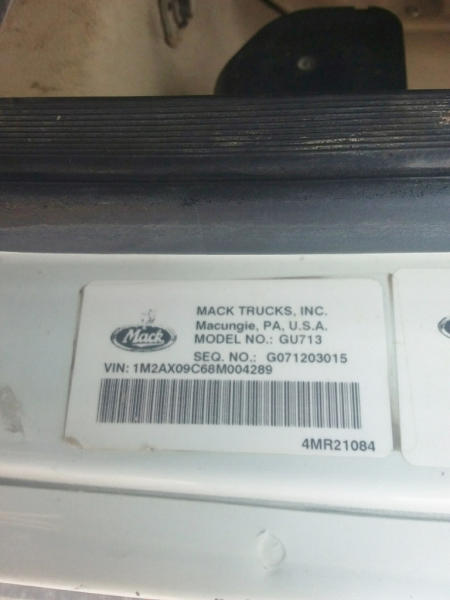 Mack
MACK TRUCKS, INC.
Macungie, PA, U.S.A.
MODEL NO.: GU713
SEQ. NO.: G071203015
VIN: 1M2AX09C68M004289
4MR21084